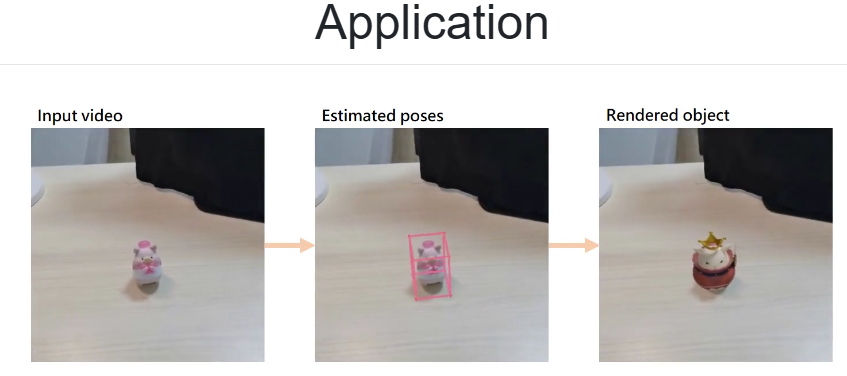 Application
Input video
Estimated poses
Rendered object